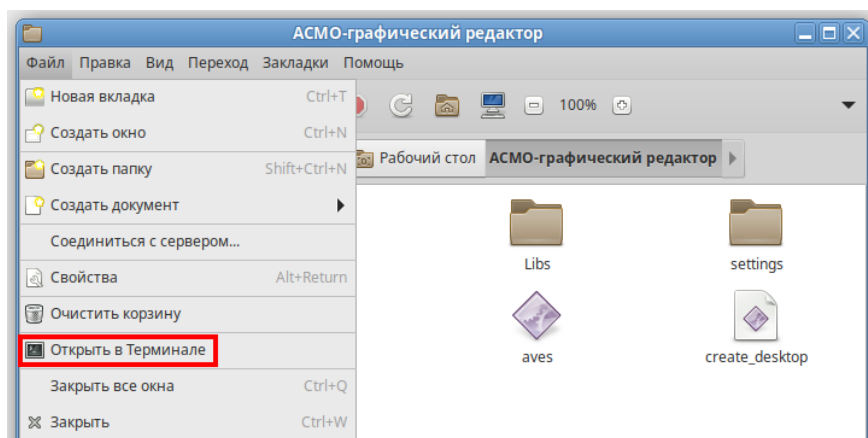 АСМО-графический редактор
Файл Правка Вид Переход Закладки Помощь
Новая вкладка Ctrl+T
100%
Создать окно Ctrl+N
Создать папку Shift+Ctrl+N
Рабочий стол АСМО-графический редактор
Создать документ
Соединиться с сервером...
Свойства Alt+Return
Очистить корзину
Открыть в Терминале
Закрыть все окна Ctrl+Q
Закрыть Ctrl+W
Libs settings
aves create_desktop